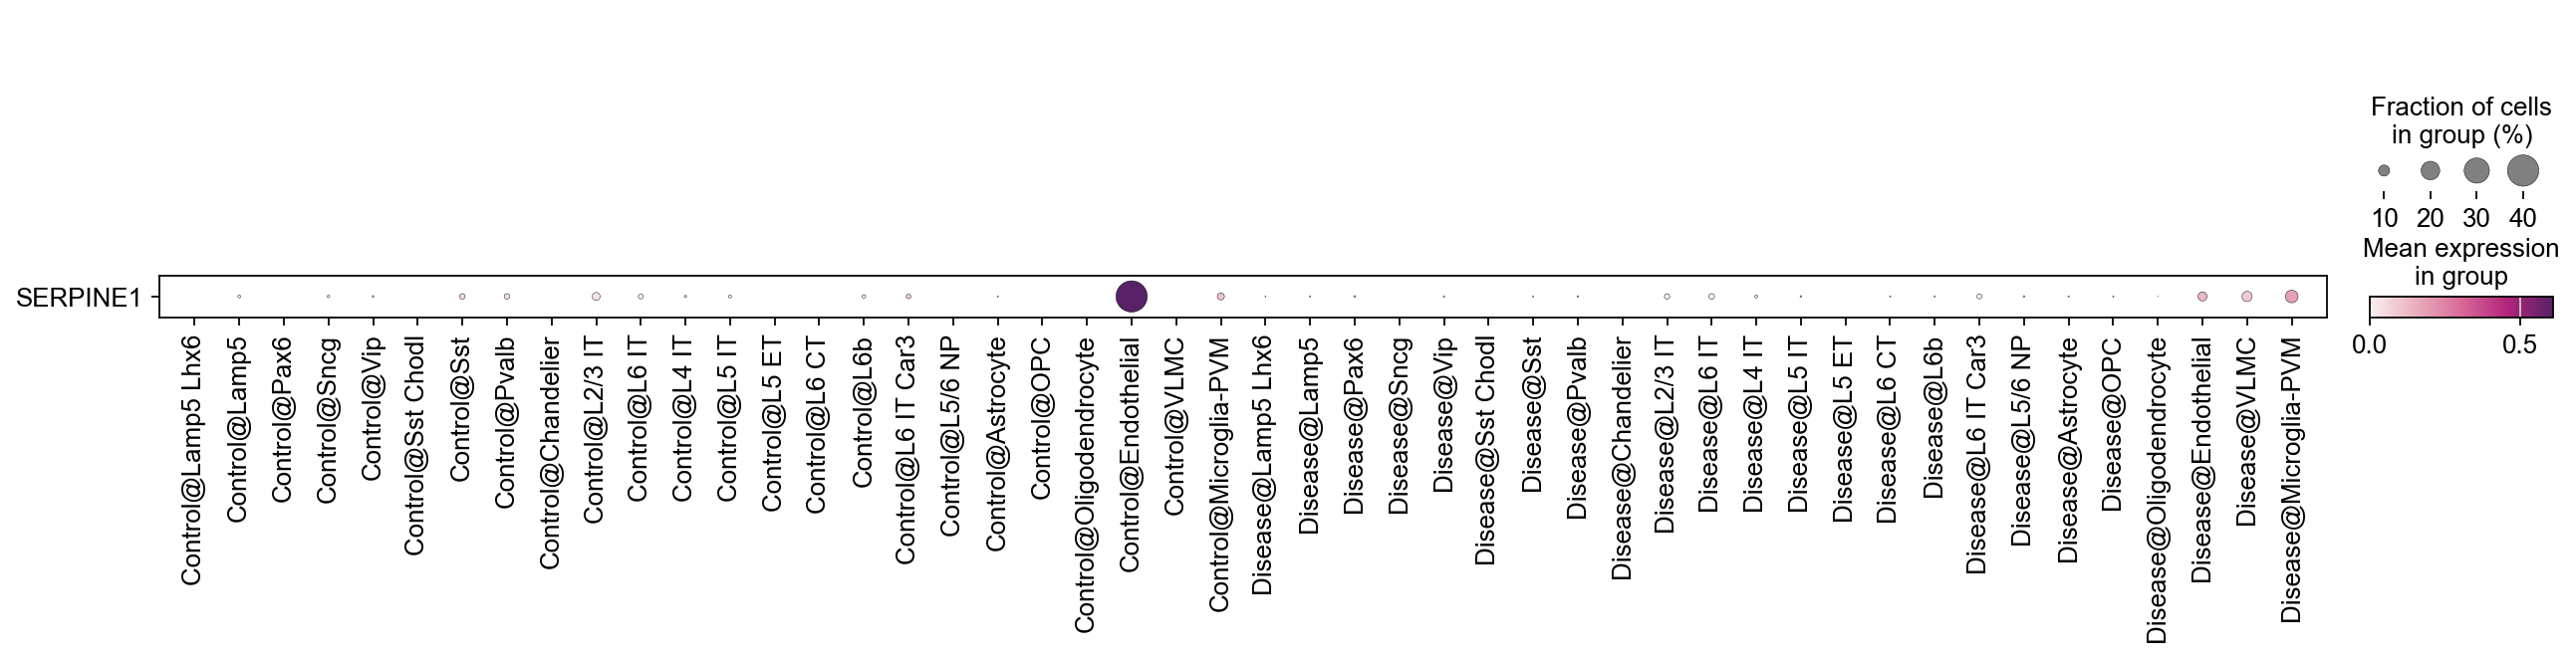 Fraction of cells
in group (%)
10 20 30 40
Mean expression
in group
0.0 0.5
SERPINE1
Control@Lamp5 Lhx6
Control@Lamp5
Control@Pax6
Control@Sncg
Control@Vip
Control@Sst Chodl
Control@Sst
Control@Pvalb
Control@Chandelier
Control@L2/3 IT
Control@L6 IT
Control@L4 IT
Control@L5 IT
Control@L5 ET
Control@L6 CT
Control@L6b
Control@L6 IT Car3
Control@L5/6 NP
Control@Astrocyte
Control@OPC
Control@Oligodendrocyte
Control@Endothelial
Control@VLMC
Control@Microglia-PVM
Disease@Lamp5 Lhx6
Disease@Lamp5
Disease@Pax6
Disease@Sncg
Disease@Vip
Disease@Sst Chodl
Disease@Sst
Disease@Pvalb
Disease@Chandelier
Disease@L2/3 IT
Disease@L6 IT
Disease@L4 IT
Disease@L5 IT
Disease@L5 ET
Disease@L6 CT
Disease@L6b
Disease@L6 IT Car3
Disease@L5/6 NP
Disease@Astrocyte
Disease@OPC
Disease@Oligodendrocyte
Disease@Endothelial
Disease@VLMC
Disease@Microglia-PVM